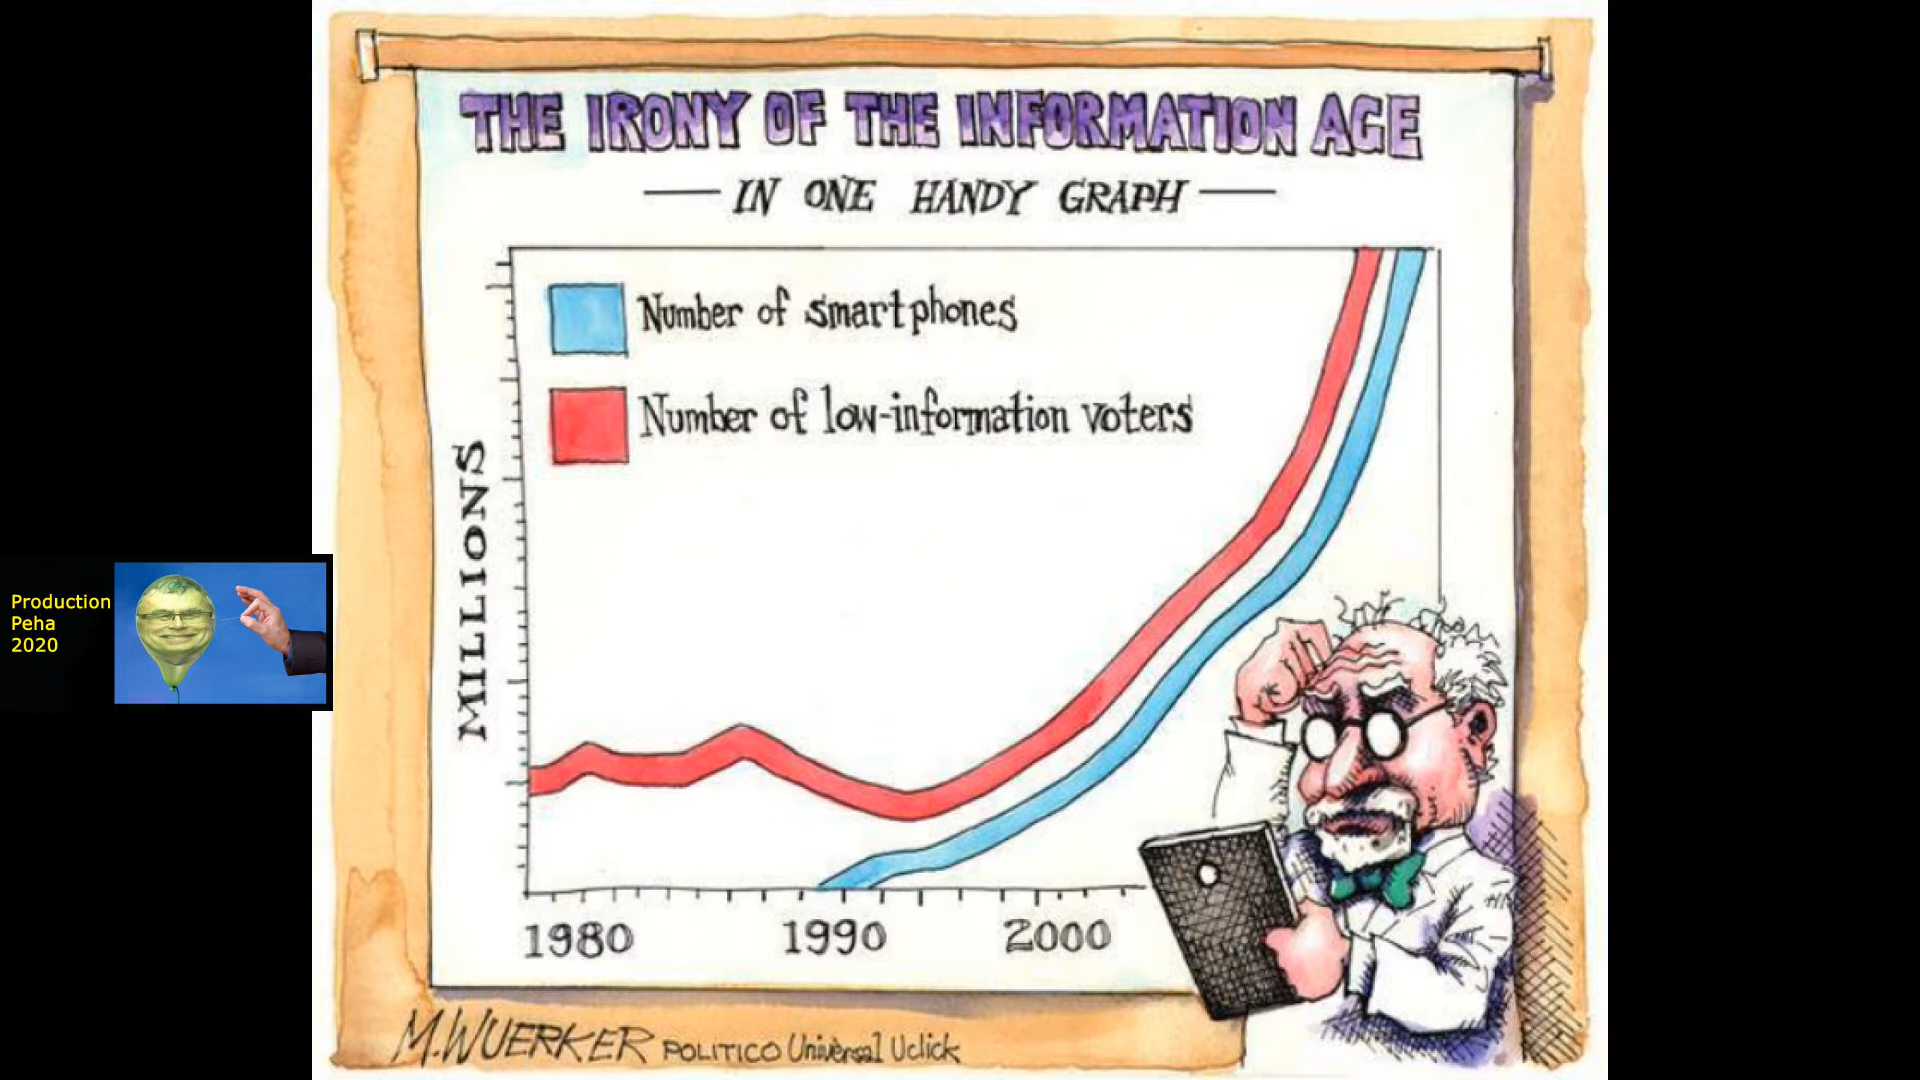 THE IRONY OF THE INFORMATION AGE
IN ONE HANDY GRAPH
Number of smartphones
Number of low-information voters
MILLIONS
1980 1990 2000
M.WUERKER POLITICO Universal Uclick
Production
Peha
2020